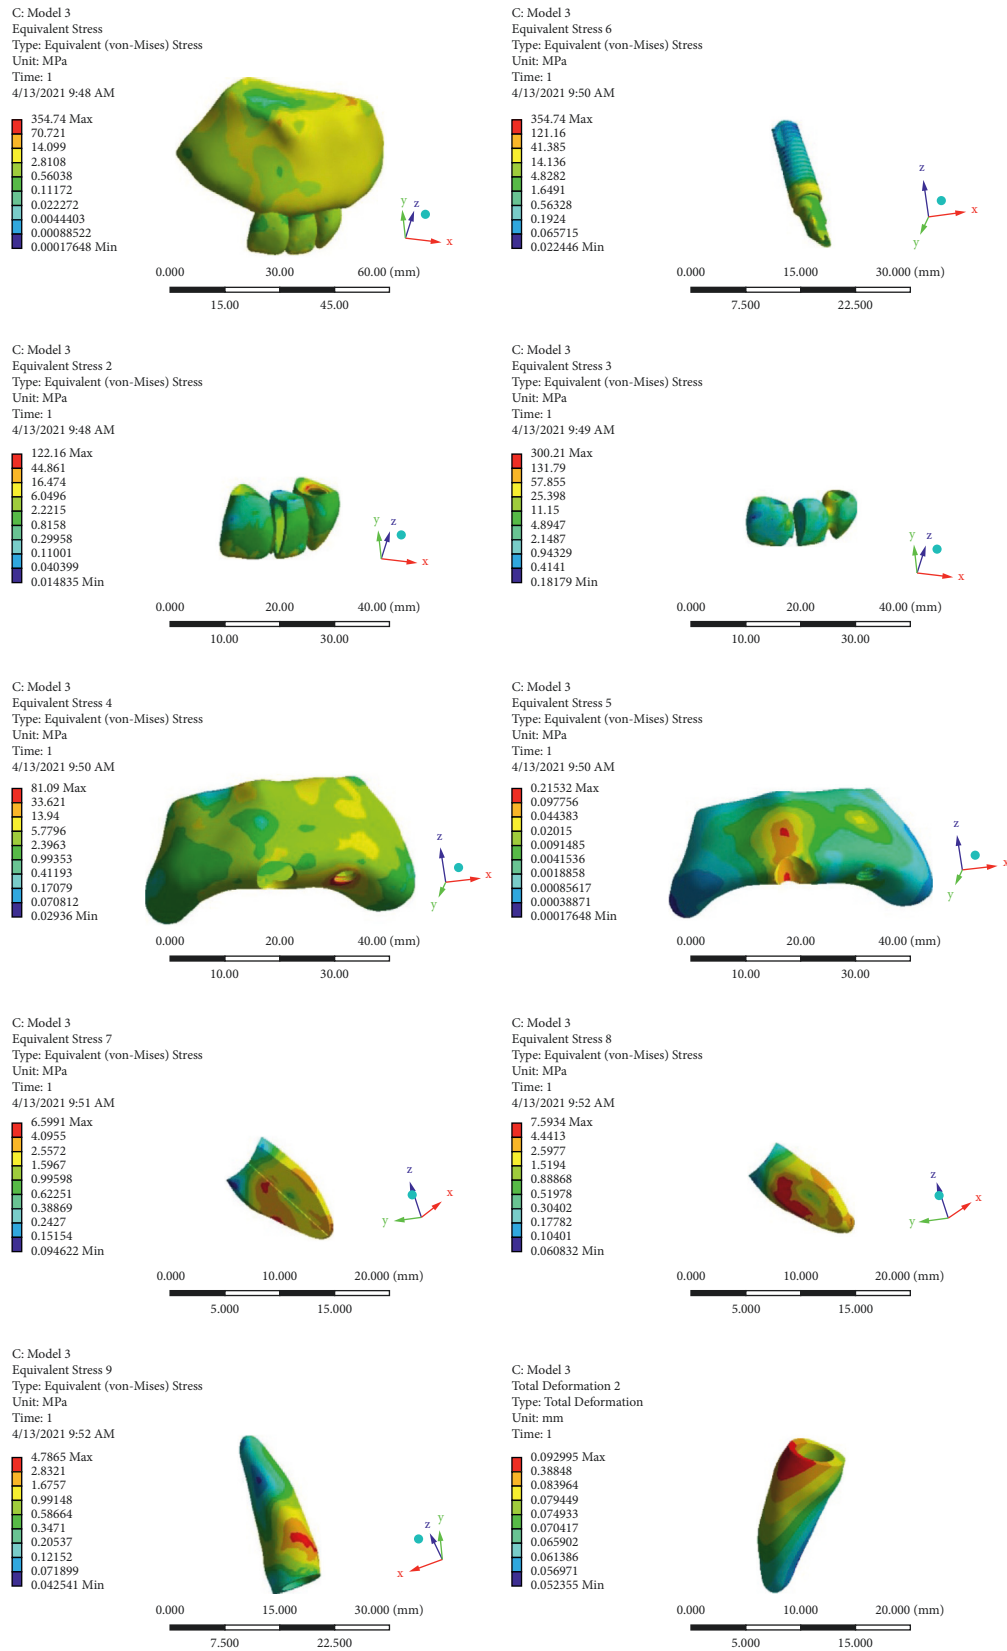 C: Model 3
Equivalent Stress
Type: Equivalent (von-Mises) Stress
Unit: MPa
Time: 1
4/13/2021 9:48 AM
354.74 Max
70.721
14.099
2.8108
0.56038
0.11172
0.022272
0.0044403
0.00088522
0.00017648 Min
y
z
x
0.000 30.00 60.00 (mm)
15.00 45.00
C: Model 3
Equivalent Stress 6
Type: Equivalent (von-Mises) Stress
Unit: MPa
Time: 1
4/13/2021 9:50 AM
354.74 Max
121.16
41.385
14.136
4.8282
1.6491
0.56328
0.1924
0.065715
0.022446 Min
z
x
y
0.000 15.000 30.000 (mm)
7.500 22.500
C: Model 3
Equivalent Stress 2
Type: Equivalent (von-Mises) Stress
Unit: MPa
Time: 1
4/13/2021 9:48 AM
122.16 Max
44.861
16.474
6.0496
2.2215
0.8158
0.29958
0.11001
0.040399
0.014835 Min
y
z
x
0.000 20.00 40.00 (mm)
10.00 30.00
C: Model 3
Equivalent Stress 3
Type: Equivalent (von-Mises) Stress
Unit: MPa
Time: 1
4/13/2021 9:49 AM
300.21 Max
131.79
57.855
25.398
11.15
4.8947
2.1487
0.94329
0.4141
0.18179 Min
y
z
x
0.000 20.00 40.00 (mm)
10.00 30.00
C: Model 3
Equivalent Stress 4
Type: Equivalent (von-Mises) Stress
Unit: MPa
Time: 1
4/13/2021 9:50 AM
81.09 Max
33.621
13.94
5.7796
2.3963
0.99353
0.41193
0.17079
0.070812
0.02936 Min
z
x
y
0.000 20.00 40.00 (mm)
10.00 30.00
C: Model 3
Equivalent Stress 5
Type: Equivalent (von-Mises) Stress
Unit: MPa
Time: 1
4/13/2021 9:50 AM
0.21532 Max
0.097756
0.044383
0.02015
0.0091485
0.0041536
0.0018858
0.00085617
0.00038871
0.00017648 Min
z
x
y
0.000 20.00 40.00 (mm)
10.00 30.00
C: Model 3
Equivalent Stress 7
Type: Equivalent (von-Mises) Stress
Unit: MPa
Time: 1
4/13/2021 9:51 AM
6.5991 Max
4.0955
2.5572
1.5967
0.99598
0.62251
0.38869
0.2427
0.15154
0.094622 Min
z
x
y
0.000 10.000 20.000 (mm)
5.000 15.000
C: Model 3
Equivalent Stress 8
Type: Equivalent (von-Mises) Stress
Unit: MPa
Time: 1
4/13/2021 9:52 AM
7.5934 Max
4.4413
2.5977
1.5194
0.88868
0.51978
0.30402
0.17782
0.10401
0.060832 Min
z
x
y
0.000 10.000 20.000 (mm)
5.000 15.000
C: Model 3
Equivalent Stress 9
Type: Equivalent (von-Mises) Stress
Unit: MPa
Time: 1
4/13/2021 9:52 AM
4.7865 Max
2.8321
1.6757
0.99148
0.58664
0.3471
0.20537
0.12152
0.071899
0.042541 Min
z
y
x
0.000 15.000 30.000 (mm)
7.500 22.500
C: Model 3
Total Deformation 2
Type: Total Deformation
Unit: mm
Time: 1
0.092995 Max
0.38848
0.083964
0.079449
0.074933
0.070417
0.065902
0.061386
0.056971
0.052355 Min
0.000 10.000 20.000 (mm)
5.000 15.000